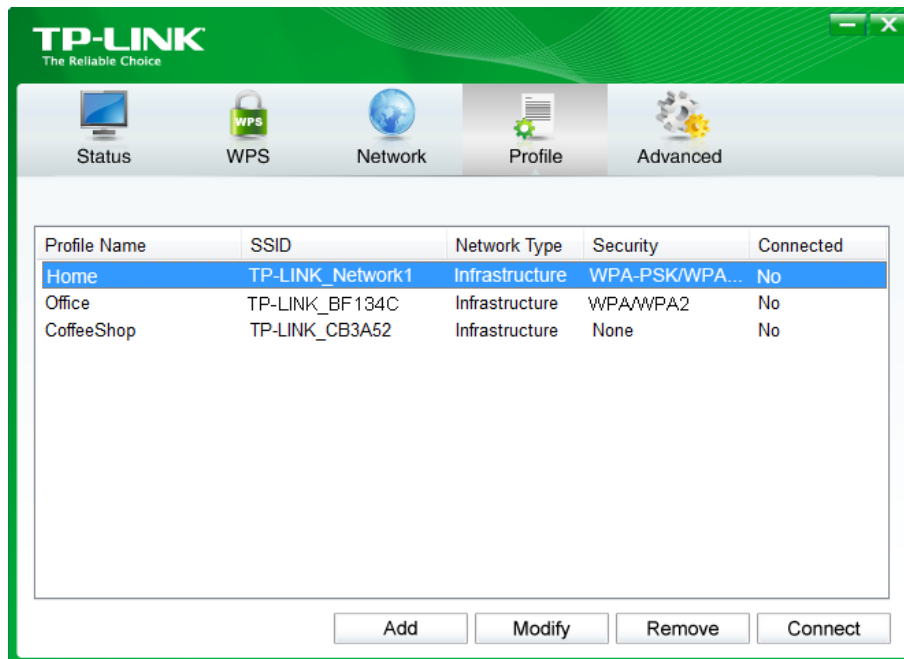 TP-LINK
The Reliable Choice
WPS
Status WPS Network Profile Advanced
Profile Name SSID Network Type Security Connected
Home TP-LINK_Network1 Infrastructure WPA-PSK/WPA... No
Office TP-LINK_BF134C Infrastructure WPA/WPA2 No
CoffeeShop TP-LINK_CB3A52 Infrastructure None No
Add Modify Remove Connect